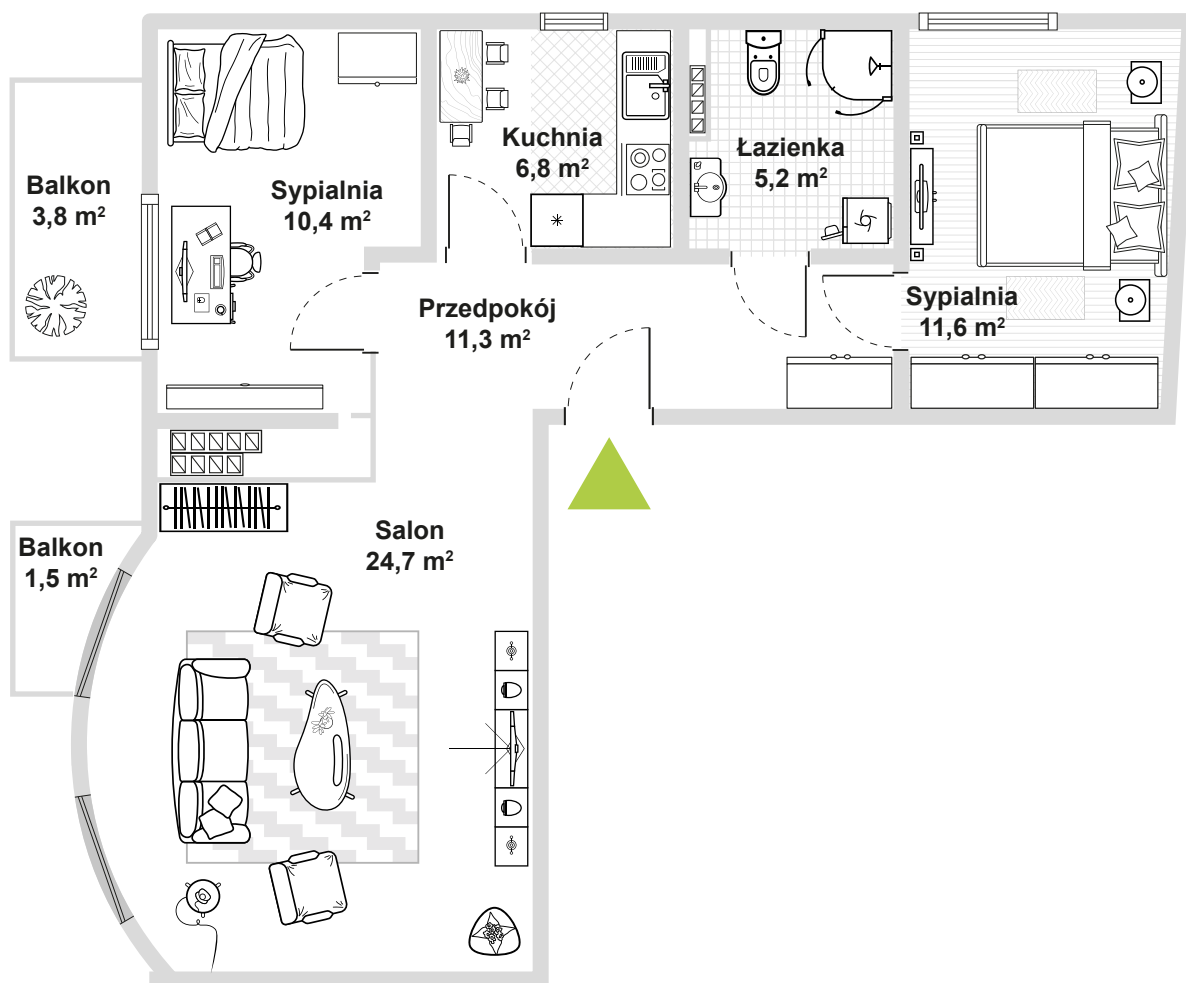 Kuchnia
6,8 m²
Łazienka
5,2 m²
Balkon
3,8 m²
Sypialnia
10,4 m²
Przedpokój
11,3 m²
Sypialnia
11,6 m²
Salon
24,7 m²
Balkon
1,5 m²